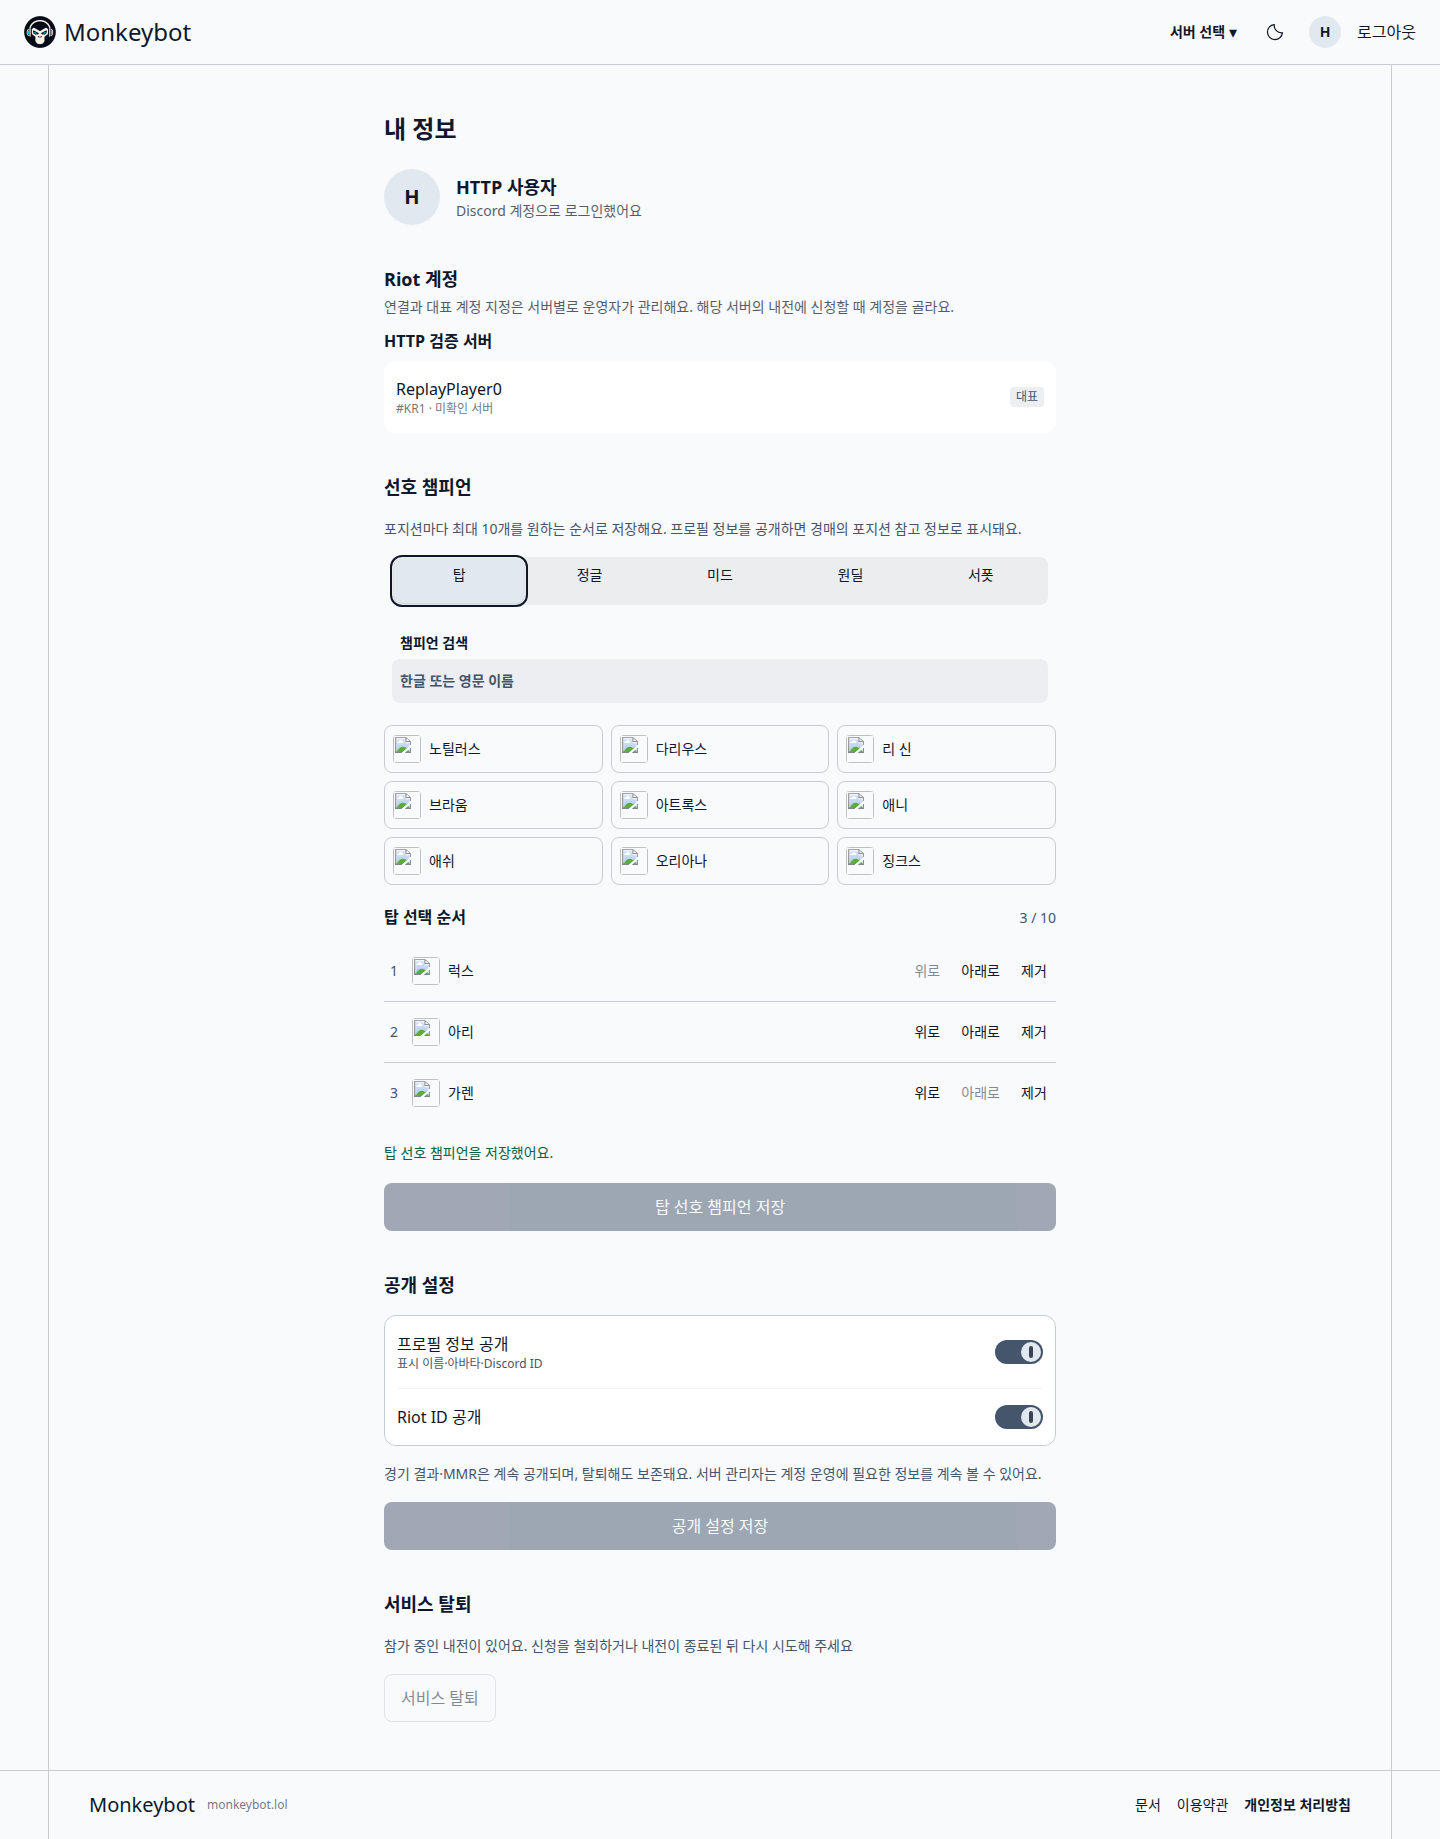 Monkeybot
서버 선택 ▾
H
로그아웃
내 정보
H
HTTP 사용자
Discord 계정으로 로그인했어요
Riot 계정
연결과 대표 계정 지정은 서버별로 운영자가 관리해요. 해당 서버의 내전에 신청할 때 계정을 골라요.
HTTP 검증 서버
ReplayPlayer0
#KR1 · 미확인 서버
대표
선호 챔피언
포지션마다 최대 10개를 원하는 순서로 저장해요. 프로필 정보를 공개하면 경매의 포지션 참고 정보로 표시돼요.
탑 정글 미드 원딜 서폿
챔피언 검색
한글 또는 영문 이름
노틸러스 다리우스 리 신
브라움 아트록스 애니
애쉬 오리아나 징크스
탑 선택 순서 3 / 10
1 럭스 위로 아래로 제거
2 아리 위로 아래로 제거
3 가렌 위로 아래로 제거
탑 선호 챔피언을 저장했어요.
탑 선호 챔피언 저장
공개 설정
프로필 정보 공개
표시 이름·아바타·Discord ID
Riot ID 공개
경기 결과·MMR은 계속 공개되며, 탈퇴해도 보존돼요. 서버 관리자는 계정 운영에 필요한 정보를 계속 볼 수 있어요.
공개 설정 저장
서비스 탈퇴
참가 중인 내전이 있어요. 신청을 철회하거나 내전이 종료된 뒤 다시 시도해 주세요
서비스 탈퇴
Monkeybot monkeybot.lol
문서 이용약관 개인정보 처리방침